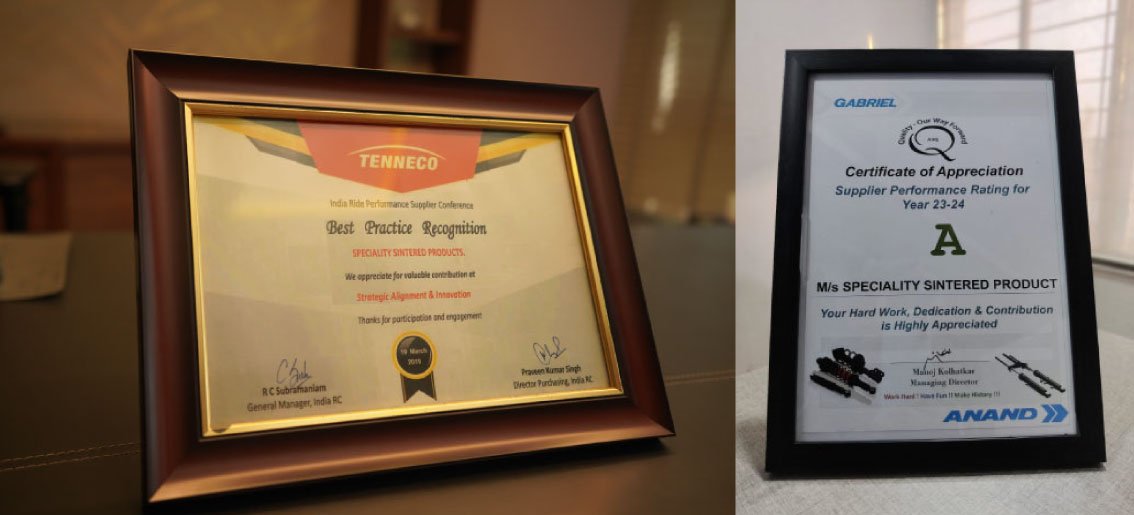 TENNECO
India Ride Performance Supplier Conference
Best Practice Recognition
SPECIALITY SINTERED PRODUCTS.
We appreciate for valuable contribution at
Strategic Alignment & Innovation
Thanks for participation and engagement
19 March
2019
R C Subramaniam
General Manager, India RC
Praveen Kumar Singh
Director Purchasing, India RC
GABRIEL
Quality - Our Way Forward
Certificate of Appreciation
Supplier Performance Rating for
Year 23-24
A
M/s SPECIALITY SINTERED PRODUCT
Your Hard Work, Dedication & Contribution
is Highly Appreciated
Manoj Kolhatkar
Managing Director
Work Hard ! Have Fun !! Make History !!!
ANAND